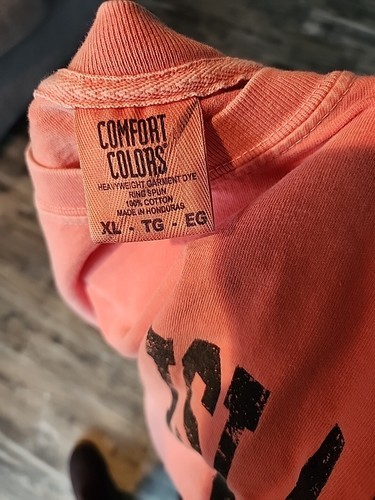 COMFORT
COLORS®
HEAVYWEIGHT GARMENT DYE
RING SPUN
100% COTTON
MADE IN HONDURAS
XL - TG - EG